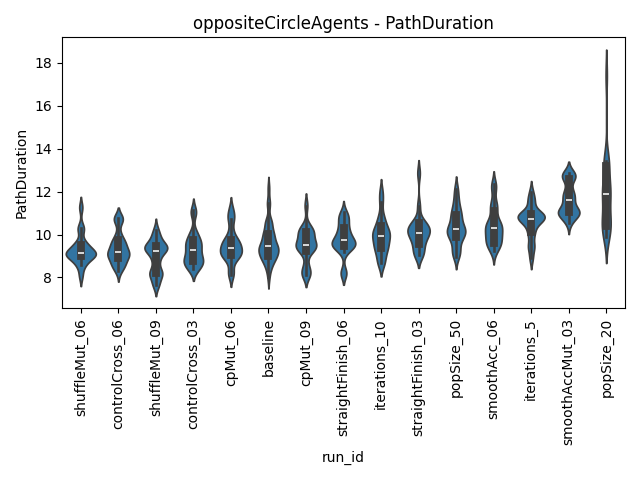 oppositeCircleAgents - PathDuration
PathDuration
18
16
14
12
10
8
shuffleMut_06
controlCross_06
shuffleMut_09
controlCross_03
cpMut_06
baseline
cpMut_09
straightFinish_06
iterations_10
straightFinish_03
popSize_50
smoothAcc_06
iterations_5
smoothAccMut_03
popSize_20
run_id